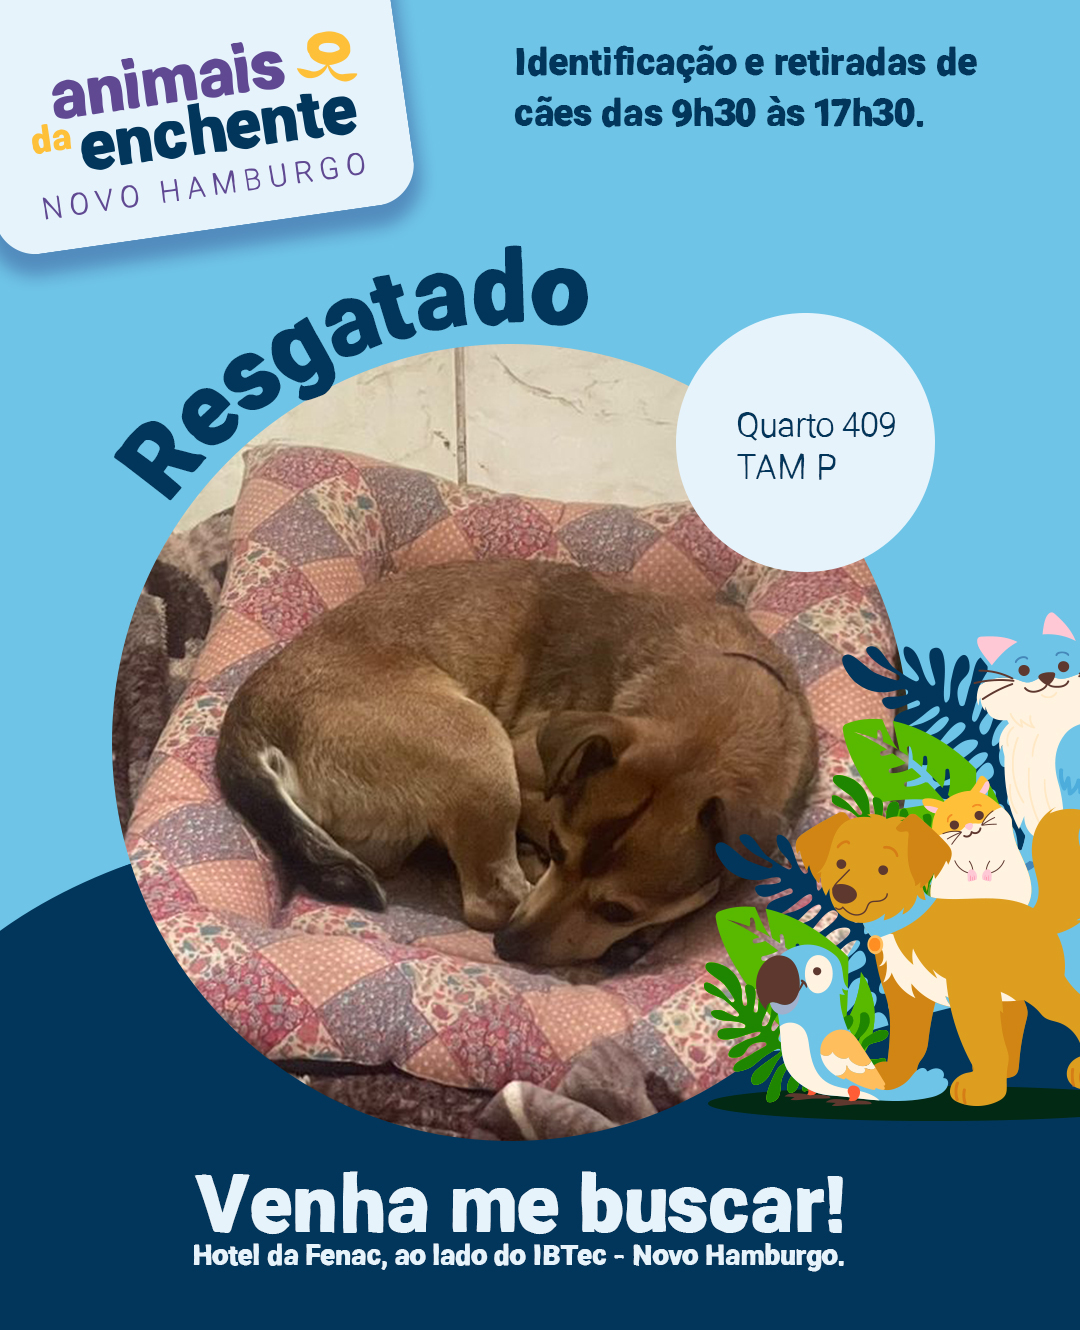 animais
da enchente
NOVO HAMBURGO
Identificação e retiradas de
cães das 9h30 às 17h30.
Resgatado
Quarto 409
TAM P
Venha me buscar!
Hotel da Fenac, ao lado do IBTec - Novo Hamburgo.